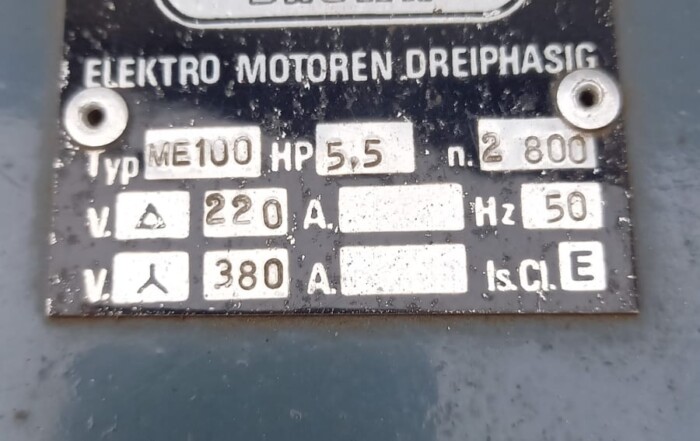 ELEKTRO MOTOREN DREIPHASIG
Typ ME100 HP 5,5 n. 2 800
V. △ 220 A. Hz 50
V. 380 A. Is.Cl. E